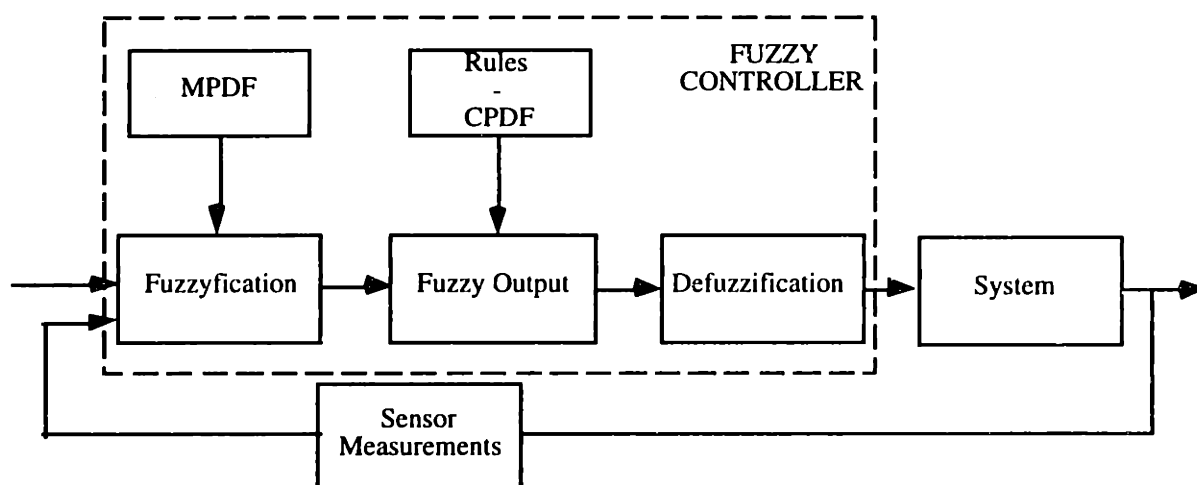 MPDF
Rules
-
CPDF
FUZZY
CONTROLLER
Fuzzyfication
Fuzzy Output
Defuzzification
System
Sensor
Measurements